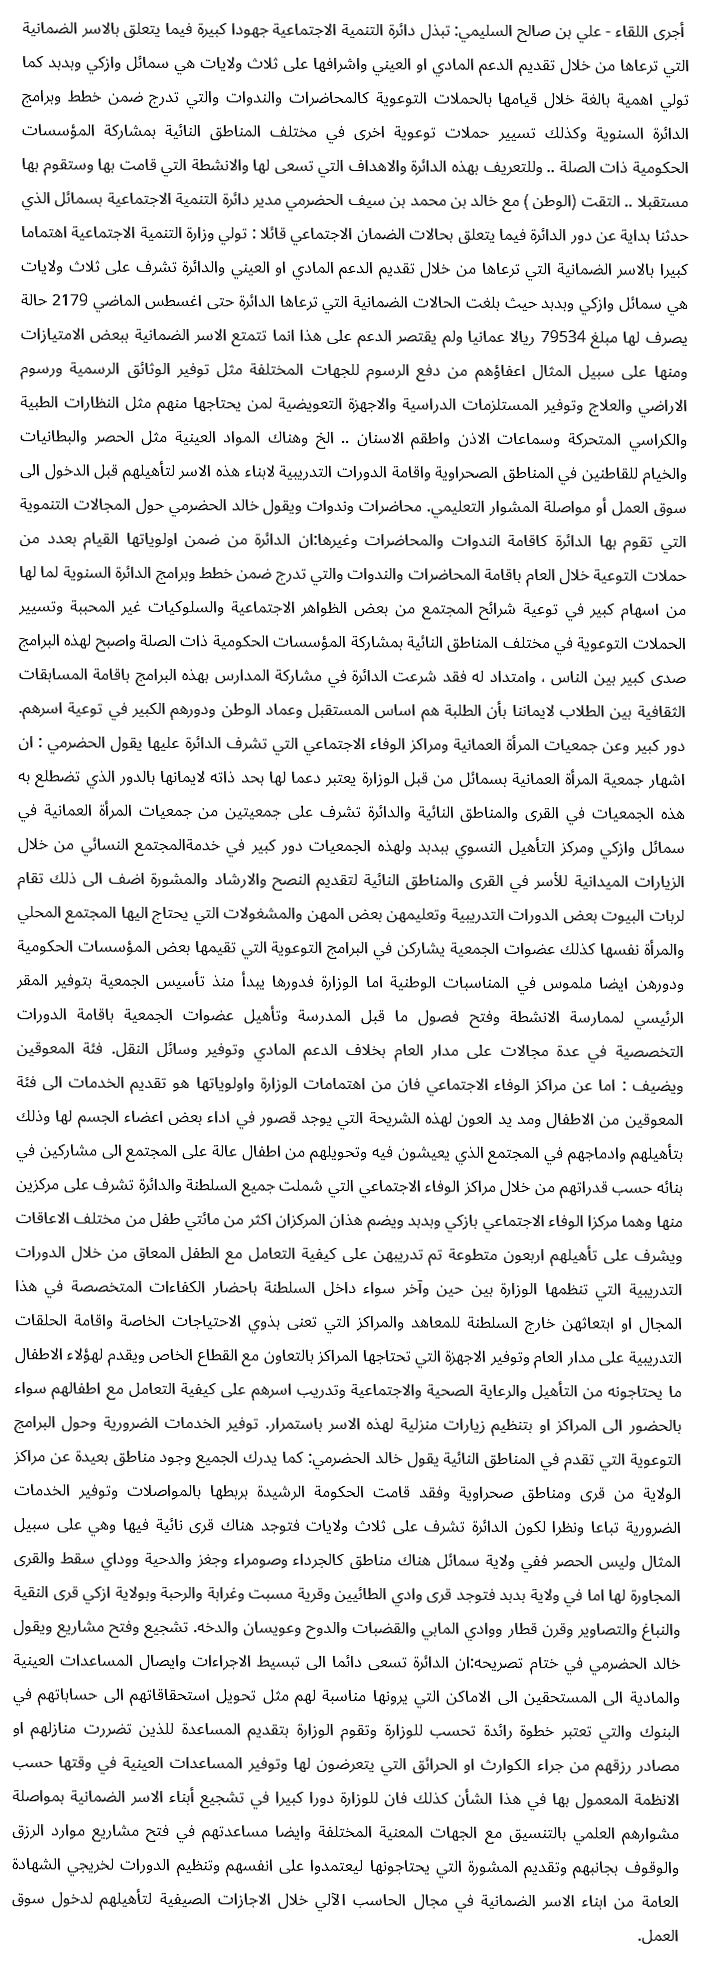 أجرى اللقاء - علي بن صالح السليمي: تبذل دائرة التنمية الاجتماعية جهودا كبيرة فيما يتعلق بالاسر الضمانية
التي ترعاها من خلال تقديم الدعم المادي او العيني واشرافها على ثلاث ولايات هي سمائل وازكي وبدبد كما
تولي اهمية بالغة خلال قيامها بالحملات التوعوية كالمحاضرات والندوات والتي تدرج ضمن خطط وبرامج
الدائرة السنوية وكذلك تسيير حملات توعوية اخرى في مختلف المناطق النائية بمشاركة المؤسسات
الحكومية ذات الصلة .. وللتعريف بهذه الدائرة والاهداف التي تسعى لها والانشطة التي قامت بها وستقوم بها
مستقبلا .. التقت (الوطن ) مع خالد بن محمد بن سيف الحضرمي مدير دائرة التنمية الاجتماعية بسمائل الذي
حدثنا بداية عن دور الدائرة فيما يتعلق بحالات الضمان الاجتماعي قائلا : تولي وزارة التنمية الاجتماعية اهتماما
كبيرا بالاسر الضمانية التي ترعاها من خلال تقديم الدعم المادي او العيني والدائرة تشرف على ثلاث ولايات
هي سمائل وازكي وبدبد حيث بلغت الحالات الضمانية التي ترعاها الدائرة حتى اغسطس الماضي 2179 حالة
يصرف لها مبلغ 79534 ريالا عمانيا ولم يقتصر الدعم على هذا انما تتمتع الاسر الضمانية ببعض الامتيازات
ومنها على سبيل المثال اعفاؤهم من دفع الرسوم للجهات المختلفة مثل توفير الوثائق الرسمية ورسوم
الاراضي والعلاج وتوفير المستلزمات الدراسية والاجهزة التعويضية لمن يحتاجها منهم مثل النظارات الطبية
والكراسي المتحركة وسماعات الاذن واطقم الاسنان .. الخ وهناك المواد العينية مثل الحصر والبطانيات
والخيام للقاطنين في المناطق الصحراوية واقامة الدورات التدريبية لابناء هذه الاسر لتأهيلهم قبل الدخول الى
سوق العمل أو مواصلة المشوار التعليمي. محاضرات وندوات ويقول خالد الحضرمي حول المجالات التنموية
التي تقوم بها الدائرة كاقامة الندوات والمحاضرات وغيرها:ان الدائرة من ضمن اولوياتها القيام بعدد من
حملات التوعية خلال العام باقامة المحاضرات والندوات والتي تدرج ضمن خطط وبرامج الدائرة السنوية لما لها
من اسهام كبير في توعية شرائح المجتمع من بعض الظواهر الاجتماعية والسلوكيات غير المحببة وتسيير
الحملات التوعوية في مختلف المناطق النائية بمشاركة المؤسسات الحكومية ذات الصلة واصبح لهذه البرامج
صدى كبير بين الناس ، وامتداد له فقد شرعت الدائرة في مشاركة المدارس بهذه البرامج باقامة المسابقات
الثقافية بين الطلاب لايماننا بأن الطلبة هم اساس المستقبل وعماد الوطن ودورهم الكبير في توعية اسرهم.
دور كبير وعن جمعيات المرأة العمانية ومراكز الوفاء الاجتماعي التي تشرف الدائرة عليها يقول الحضرمي : ان
اشهار جمعية المرأة العمانية بسمائل من قبل الوزارة يعتبر دعما لها بحد ذاته لايمانها بالدور الذي تضطلع به
هذه الجمعيات في القرى والمناطق النائية والدائرة تشرف على جمعيتين من جمعيات المرأة العمانية في
سمائل وازكي ومركز التأهيل النسوي ببدبد ولهذه الجمعيات دور كبير في خدمةالمجتمع النسائي من خلال
الزيارات الميدانية للأسر في القرى والمناطق النائية لتقديم النصح والارشاد والمشورة اضف الى ذلك تقام
لربات البيوت بعض الدورات التدريبية وتعليمهن بعض المهن والمشغولات التي يحتاج اليها المجتمع المحلي
والمرأة نفسها كذلك عضوات الجمعية يشاركن في البرامج التوعوية التي تقيمها بعض المؤسسات الحكومية
ودورهن ايضا ملموس في المناسبات الوطنية اما الوزارة فدورها يبدأ منذ تأسيس الجمعية بتوفير المقر
الرئيسي لممارسة الانشطة وفتح فصول ما قبل المدرسة وتأهيل عضوات الجمعية باقامة الدورات
التخصصية في عدة مجالات على مدار العام بخلاف الدعم المادي وتوفير وسائل النقل. فئة المعوقين
ويضيف : اما عن مراكز الوفاء الاجتماعي فان من اهتمامات الوزارة واولوياتها هو تقديم الخدمات الى فئة
المعوقين من الاطفال ومد يد العون لهذه الشريحة التي يوجد قصور في اداء بعض اعضاء الجسم لها وذلك
بتأهيلهم وادماجهم في المجتمع الذي يعيشون فيه وتحويلهم من اطفال عالة على المجتمع الى مشاركين في
بنائه حسب قدراتهم من خلال مراكز الوفاء الاجتماعي التي شملت جميع السلطنة والدائرة تشرف على مركزين
منها وهما مركزا الوفاء الاجتماعي بازكي وبدبد ويضم هذان المركزان اكثر من مائتي طفل من مختلف الاعاقات
ويشرف على تأهيلهم اربعون متطوعة تم تدريبهن على كيفية التعامل مع الطفل المعاق من خلال الدورات
التدريبية التي تنظمها الوزارة بين حين وآخر سواء داخل السلطنة باحضار الكفاءات المتخصصة في هذا
المجال او ابتعاثهن خارج السلطنة للمعاهد والمراكز التي تعنى بذوي الاحتياجات الخاصة واقامة الحلقات
التدريبية على مدار العام وتوفير الاجهزة التي تحتاجها المراكز بالتعاون مع القطاع الخاص ويقدم لهؤلاء الاطفال
ما يحتاجونه من التأهيل والرعاية الصحية والاجتماعية وتدريب اسرهم على كيفية التعامل مع اطفالهم سواء
بالحضور الى المراكز او بتنظيم زيارات منزلية لهذه الاسر باستمرار. توفير الخدمات الضرورية وحول البرامج
التوعوية التي تقدم في المناطق النائية يقول خالد الحضرمي: كما يدرك الجميع وجود مناطق بعيدة عن مراكز
الولاية من قرى ومناطق صحراوية وفقد قامت الحكومة الرشيدة بربطها بالمواصلات وتوفير الخدمات
الضرورية تباعا ونظرا لكون الدائرة تشرف على ثلاث ولايات فتوجد هناك قرى نائية فيها وهي على سبيل
المثال وليس الحصر ففي ولاية سمائل هناك مناطق كالجرداء وصومراء وجغز والدحية ووداي سقط والقرى
المجاورة لها اما في ولاية بدبد فتوجد قرى وادي الطائيين وقرية مسبت وغرابة والرحبة وبولاية ازكي قرى النقية
والنباغ والتصاوير وقرن قطار ووادي المابي والقضبات والدوح وعويسان والدخه. تشجيع وفتح مشاريع ويقول
خالد الحضرمي في ختام تصريحه:ان الدائرة تسعى دائما الى تبسيط الاجراءات وايصال المساعدات العينية
والمادية الى المستحقين الى الاماكن التي يرونها مناسبة لهم مثل تحويل استحقاقاتهم الى حساباتهم في
البنوك والتي تعتبر خطوة رائدة تحسب للوزارة وتقوم الوزارة بتقديم المساعدة للذين تضررت منازلهم او
مصادر رزقهم من جراء الكوارث او الحرائق التي يتعرضون لها وتوفير المساعدات العينية في وقتها حسب
الانظمة المعمول بها في هذا الشأن كذلك فان للوزارة دورا كبيرا في تشجيع أبناء الاسر الضمانية بمواصلة
مشوارهم العلمي بالتنسيق مع الجهات المعنية المختلفة وايضا مساعدتهم في فتح مشاريع موارد الرزق
والوقوف بجانبهم وتقديم المشورة التي يحتاجونها ليعتمدوا على انفسهم وتنظيم الدورات لخريجي الشهادة
العامة من ابناء الاسر الضمانية في مجال الحاسب الآلي خلال الاجازات الصيفية لتأهيلهم لدخول سوق
العمل.